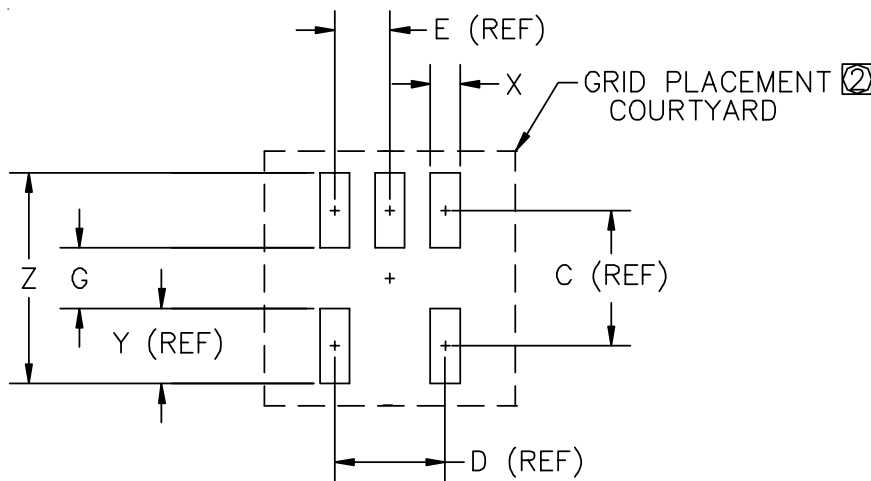 E (REF)
X
GRID PLACEMENT 2
COURTYARD
Z
G
C (REF)
Y (REF)
D (REF)